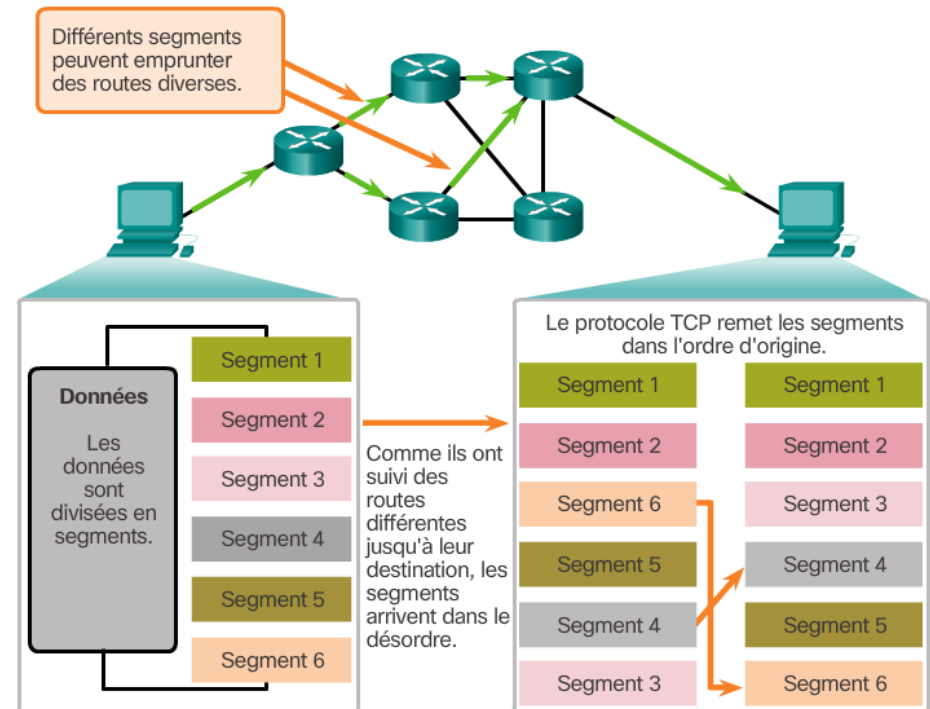 Différents segments
peuvent emprunter
des routes diverses.
Données
Les
données
sont
divisées en
segments.
Segment 1
Segment 2
Segment 3
Segment 4
Segment 5
Segment 6
Comme ils ont
suivi des
routes
différentes
jusqu'à leur
destination, les
segments
arrivent dans le
désordre.
Le protocole TCP remet les segments
dans l'ordre d'origine.
Segment 1
Segment 2
Segment 6
Segment 5
Segment 4
Segment 3
Segment 1
Segment 2
Segment 3
Segment 4
Segment 5
Segment 6